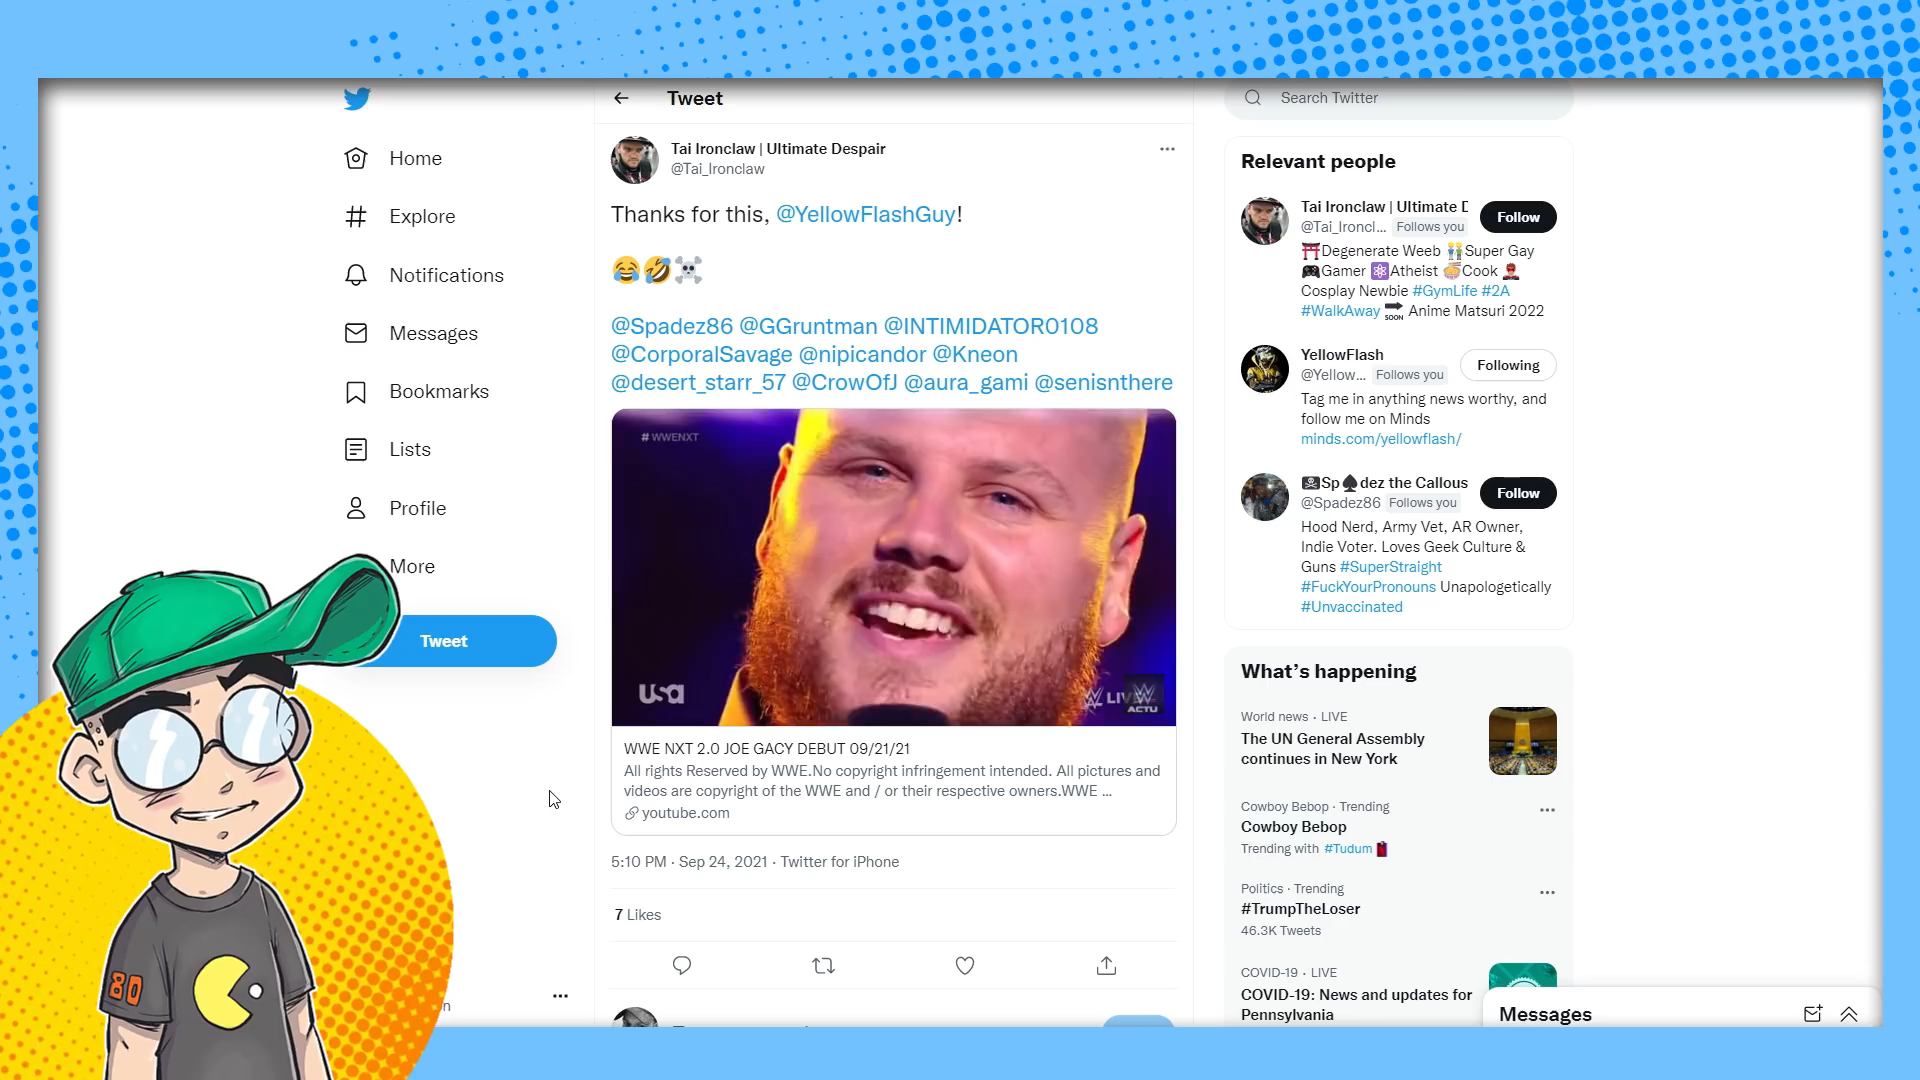 Home
Explore
Notifications
Messages
Bookmarks
Lists
Profile
More
Tweet
80
Tweet
Tai Ironclaw | Ultimate Despair
@Tai_Ironclaw
Thanks for this, @YellowFlashGuy!
😂🤣☠️
@Spadez86 @GGruntman @INTIMIDATOR0108
@CorporalSavage @nipicandor @Kneon
@desert_starr_57 @CrowOfJ @aura_gami @senisnthere
#WWENXT
USA
LIVE
ACTU
WWE NXT 2.0 JOE GACY DEBUT 09/21/21
All rights Reserved by WWE.No copyright infringement intended. All pictures and
videos are copyright of the WWE and / or their respective owners.WWE ...
youtube.com
5:10 PM · Sep 24, 2021 · Twitter for iPhone
7 Likes
Search Twitter
Relevant people
Tai Ironclaw | Ultimate D
@Tai_Ironcl... Follows you
Follow
⛩️Degenerate Weeb 👬Super Gay
🎮Gamer ⚛️Atheist 🍜Cook
Cosplay Newbie #GymLife #2A
#WalkAway 🔜 Anime Matsuri 2022
YellowFlash
@Yellow... Follows you
Following
Tag me in anything news worthy, and
follow me on Minds
minds.com/yellowflash/
🏴‍☠️Sp♠️dez the Callous
@Spadez86 Follows you
Follow
Hood Nerd, Army Vet, AR Owner,
Indie Voter. Loves Geek Culture &
Guns #SuperStraight
#FuckYourPronouns Unapologetically
#Unvaccinated
What's happening
World news · LIVE
The UN General Assembly
continues in New York
Cowboy Bebop · Trending
Cowboy Bebop
Trending with #Tudum
Politics · Trending
#TrumpTheLoser
46.3K Tweets
COVID-19 · LIVE
COVID-19: News and updates for
Pennsylvania
Messages